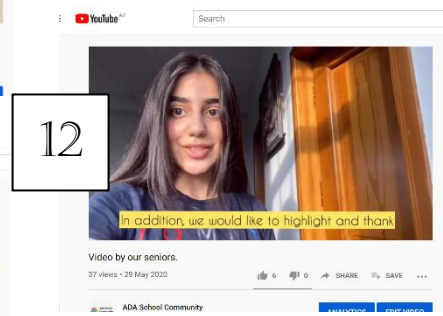 YouTube AZ
Search
12
In addition, we would like to highlight and thank
Video by our seniors.
37 views • 29 May 2020
6 0 SHARE SAVE ...
ADA School Community
ANALYTICS EDIT VIDEO